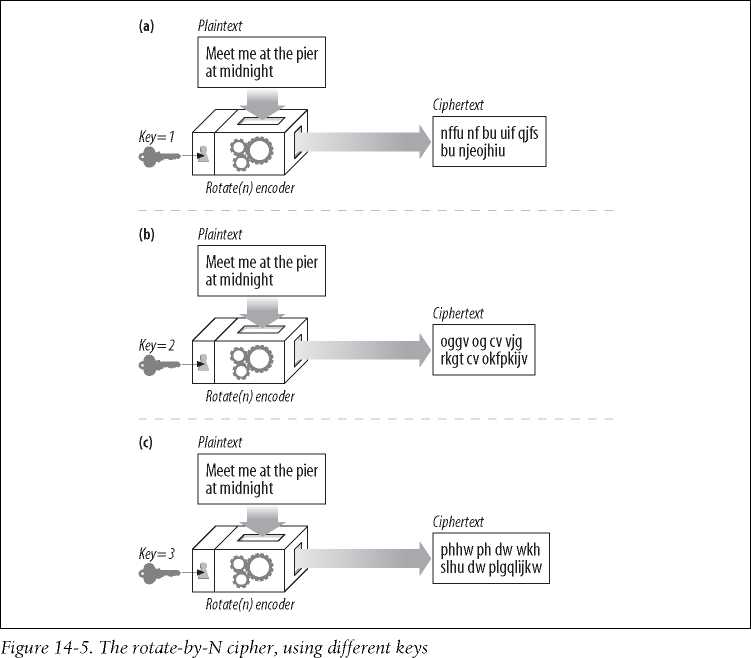 (a)
Plaintext
Meet me at the pier
at midnight
Key=1
Rotate(n) encoder
Ciphertext
nffu nf bu uif qjfs
bu njeojhiu
(b)
Plaintext
Meet me at the pier
at midnight
Key=2
Rotate(n) encoder
Ciphertext
oggv og cv vjg
rkgt cv okfpkijv
(c)
Plaintext
Meet me at the pier
at midnight
Key=3
Rotate(n) encoder
Ciphertext
phhw ph dw wkh
slhu dw plgqlijkw
Figure 14-5. The rotate-by-N cipher, using different keys